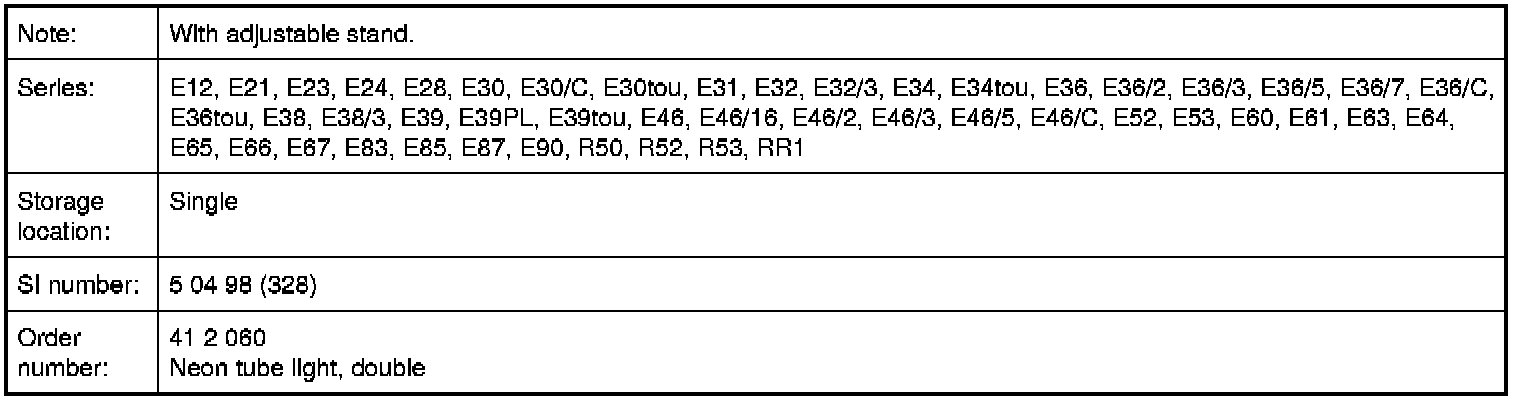 Note: With adjustable stand.
Series: E12, E21, E23, E24, E28, E30, E30/C, E30tou, E31, E32, E32/3, E34, E34tou, E36, E36/2, E36/3, E36/5, E36/7, E36/C,
E36tou, E38, E38/3, E39, E39PL, E39tou, E46, E46/16, E46/2, E46/3, E46/5, E46/C, E52, E53, E60, E61, E63, E64,
E65, E66, E67, E83, E85, E87, E90, R50, R52, R53, RR1
Storage location: Single
SI number: 5 04 98 (328)
Order number: 41 2 060
Neon tube light, double